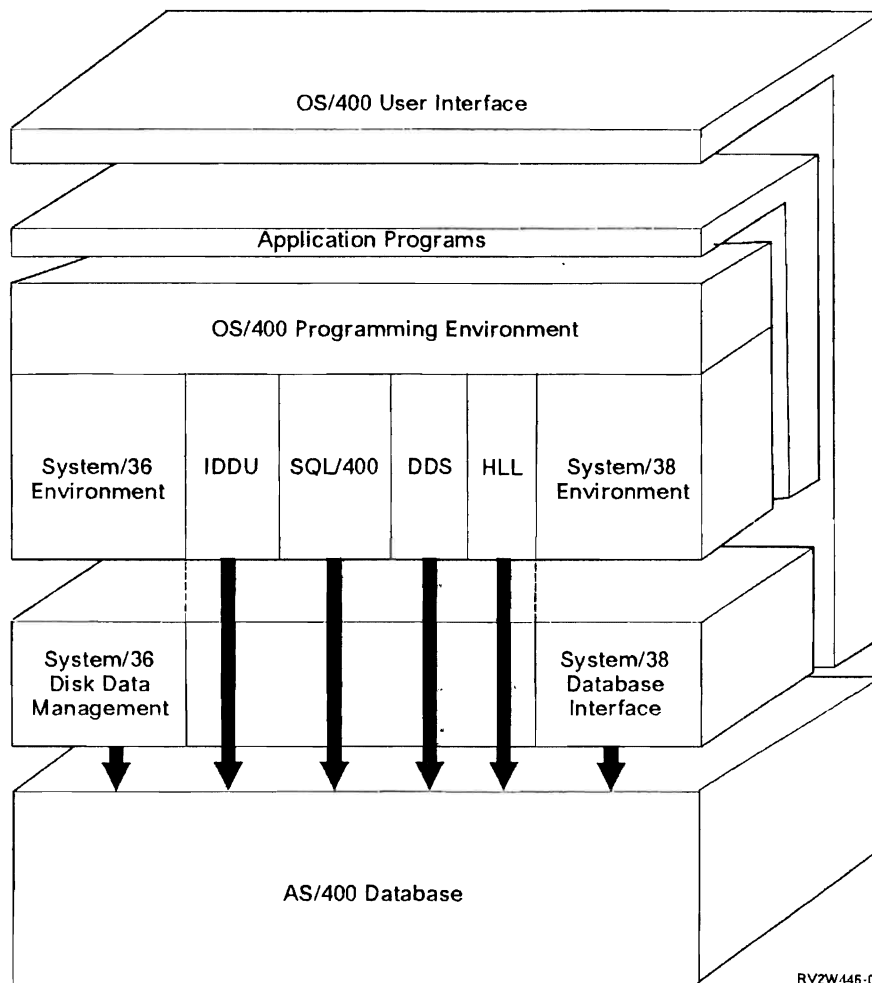 OS/400 User Interface
Application Programs
OS/400 Programming Environment
System/36
Environment
IDDU
SQL/400
DDS
HLL
System/38
Environment
System/36
Disk Data
Management
System/38
Database
Interface
AS/400 Database